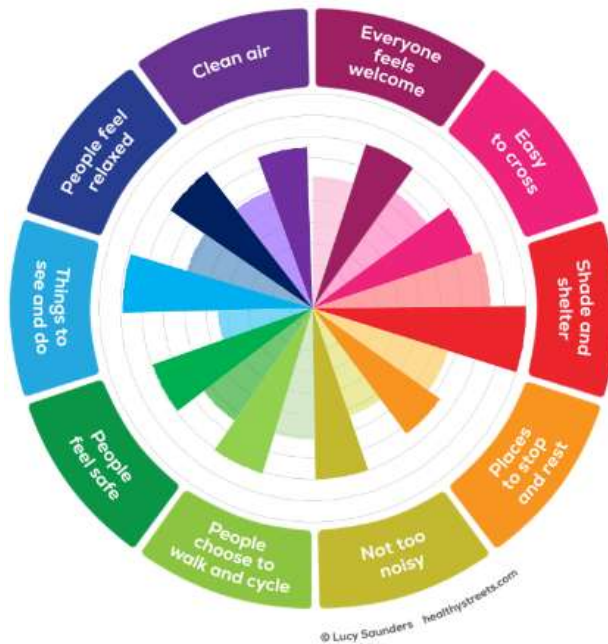 Clean air
Everyone
feels
welcome
Easy
to cross
Shade and
shelter
Places
to stop
and rest
Not too
noisy
People
choose to
walk and cycle
People
feel safe
Things to
see and do
People feel
relaxed
© Lucy Saunders healthystreets.com